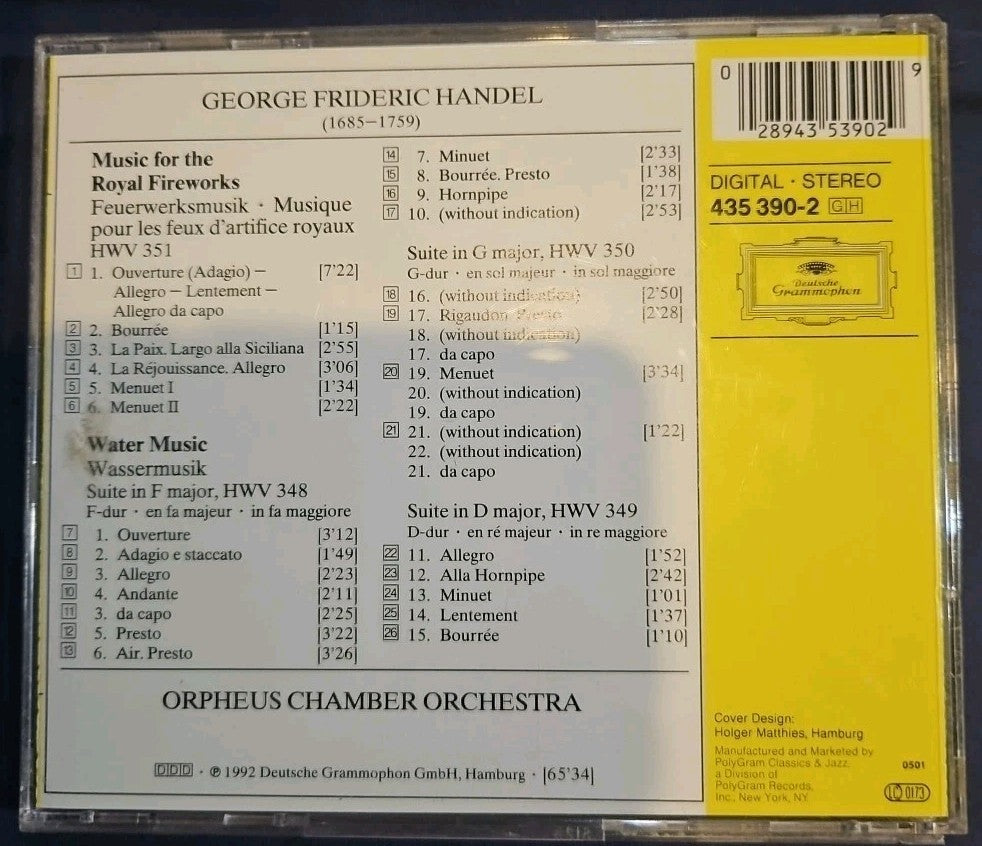 GEORGE FRIDERIC HANDEL
(1685–1759)
Music for the
Royal Fireworks
Feuerwerksmusik · Musique
pour les feux d'artifice royaux
HWV 351
1 1. Ouverture (Adagio) – [7'22]
Allegro – Lentement –
Allegro da capo
2 2. Bourrée [1'15]
3 3. La Paix. Largo alla Siciliana [2'55]
4 4. La Réjouissance. Allegro [3'06]
5 5. Menuet I [1'34]
6 6. Menuet II [2'22]
Water Music
Wassermusik
Suite in F major, HWV 348
F-dur · en fa majeur · in fa maggiore
7 1. Ouverture [3'12]
8 2. Adagio e staccato [1'49]
9 3. Allegro [2'23]
10 4. Andante [2'11]
11 3. da capo [2'25]
12 5. Presto [3'22]
13 6. Air. Presto [3'26]
14 7. Minuet [2'33]
15 8. Bourrée. Presto [1'38]
16 9. Hornpipe [2'17]
17 10. (without indication) [2'53]
Suite in G major, HWV 350
G-dur · en sol majeur · in sol maggiore
18 16. (without indication) [2'50]
19 17. Rigaudon. Presto [2'28]
18. (without indication)
17. da capo
20 19. Menuet [3'34]
20. (without indication)
19. da capo
21 21. (without indication) [1'22]
22. (without indication)
21. da capo
Suite in D major, HWV 349
D-dur · en ré majeur · in re maggiore
22 11. Allegro [1'52]
23 12. Alla Hornpipe [2'42]
24 13. Minuet [1'01]
25 14. Lentement [1'37]
26 15. Bourrée [1'10]
ORPHEUS CHAMBER ORCHESTRA
DDD · ℗ 1992 Deutsche Grammophon GmbH, Hamburg · [65'34]
0 28943 53902 9
DIGITAL · STEREO
435 390-2 GH
Deutsche
Grammophon
Cover Design:
Holger Matthies, Hamburg
Manufactured and Marketed by
PolyGram Classics & Jazz,
a Division of
PolyGram Records,
Inc., New York, NY
0501
LC 0173